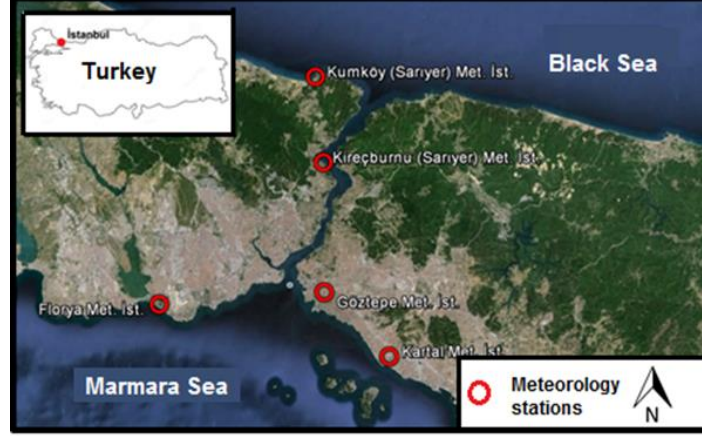 İstanbul
Turkey
Black Sea
Kumköy (Sarıyer) Met. İst.
Kireçburnu (Sarıyer) Met. İst.
Florya Met. İst.
Göztepe Met. İst.
Kartal Met. İst.
Marmara Sea
Meteorology
stations
N